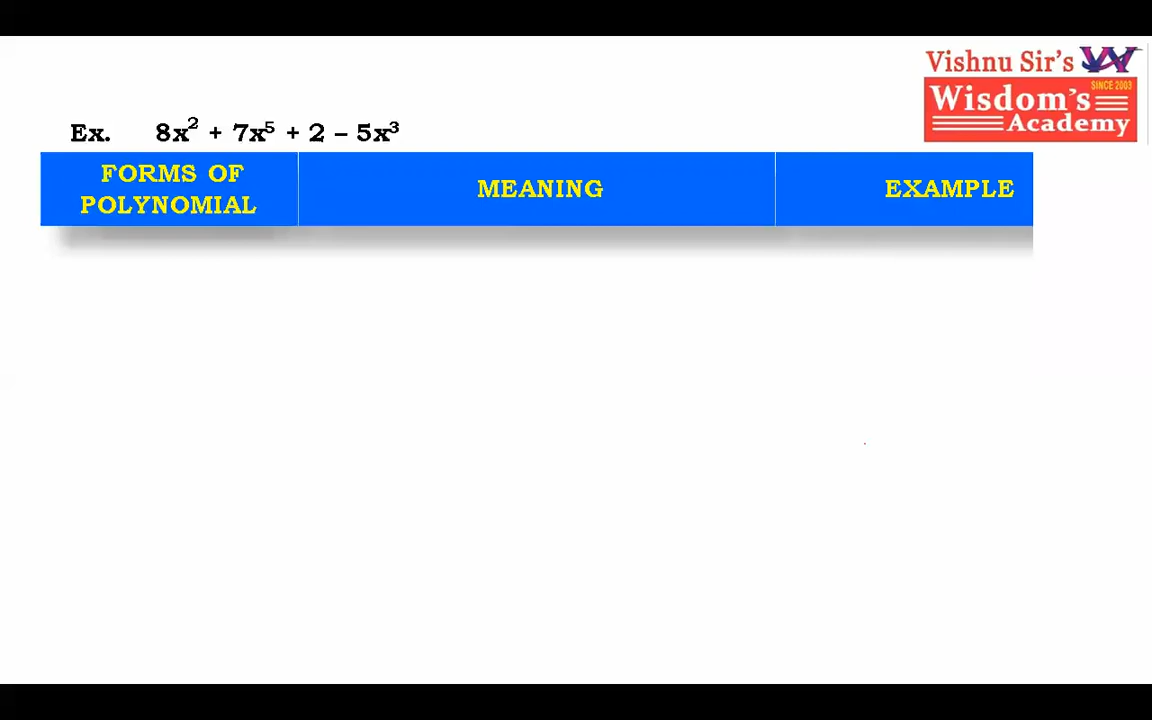 Vishnu Sir's
SINCE 2003
Wisdom's
Academy
Ex. 8x² + 7x⁵ + 2 – 5x³
FORMS OF
POLYNOMIAL
MEANING
EXAMPLE